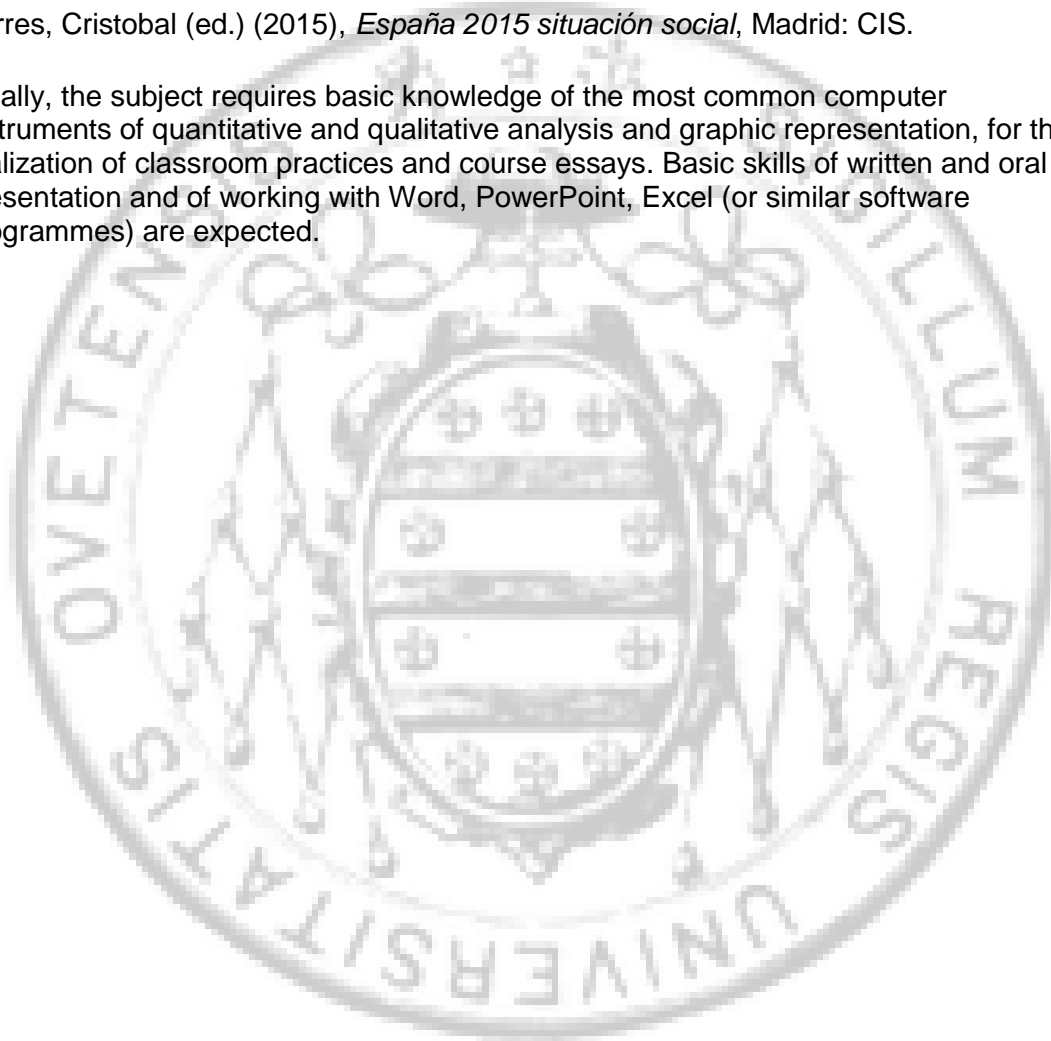 rres, Cristobal (ed.) (2015), España 2015 situación social, Madrid: CIS.
ally, the subject requires basic knowledge of the most common computer
truments of quantitative and qualitative analysis and graphic representation, for th
lization of classroom practices and course essays. Basic skills of written and oral
esentation and of working with Word, PowerPoint, Excel (or similar software
ogrammes) are expected.
SIGILLUM REGIS UNIVERSITATIS OVETENSIS